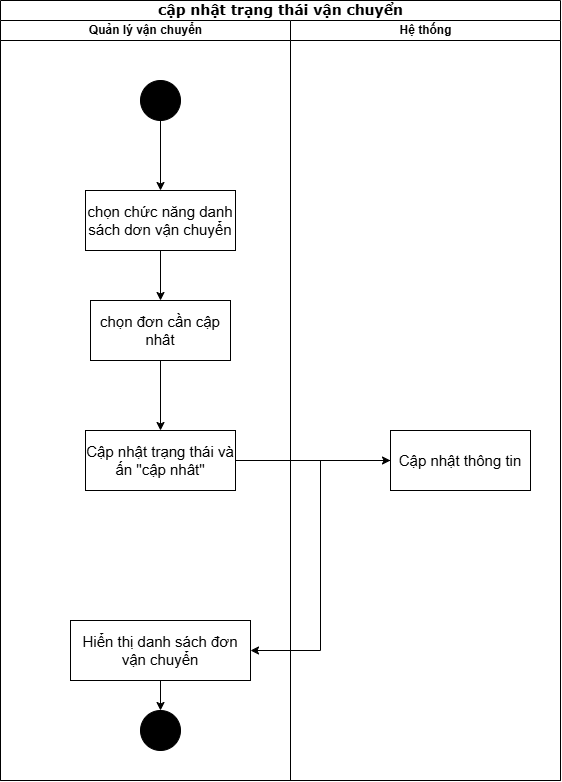 cập nhật trạng thái vận chuyển
Quản lý vận chuyển
Hệ thống
chọn chức năng danh
sách dơn vận chuyển
chọn đơn cần cập
nhât
Cập nhật trạng thái và
ấn "cập nhât"
Cập nhật thông tin
Hiển thị danh sách đơn
vận chuyển